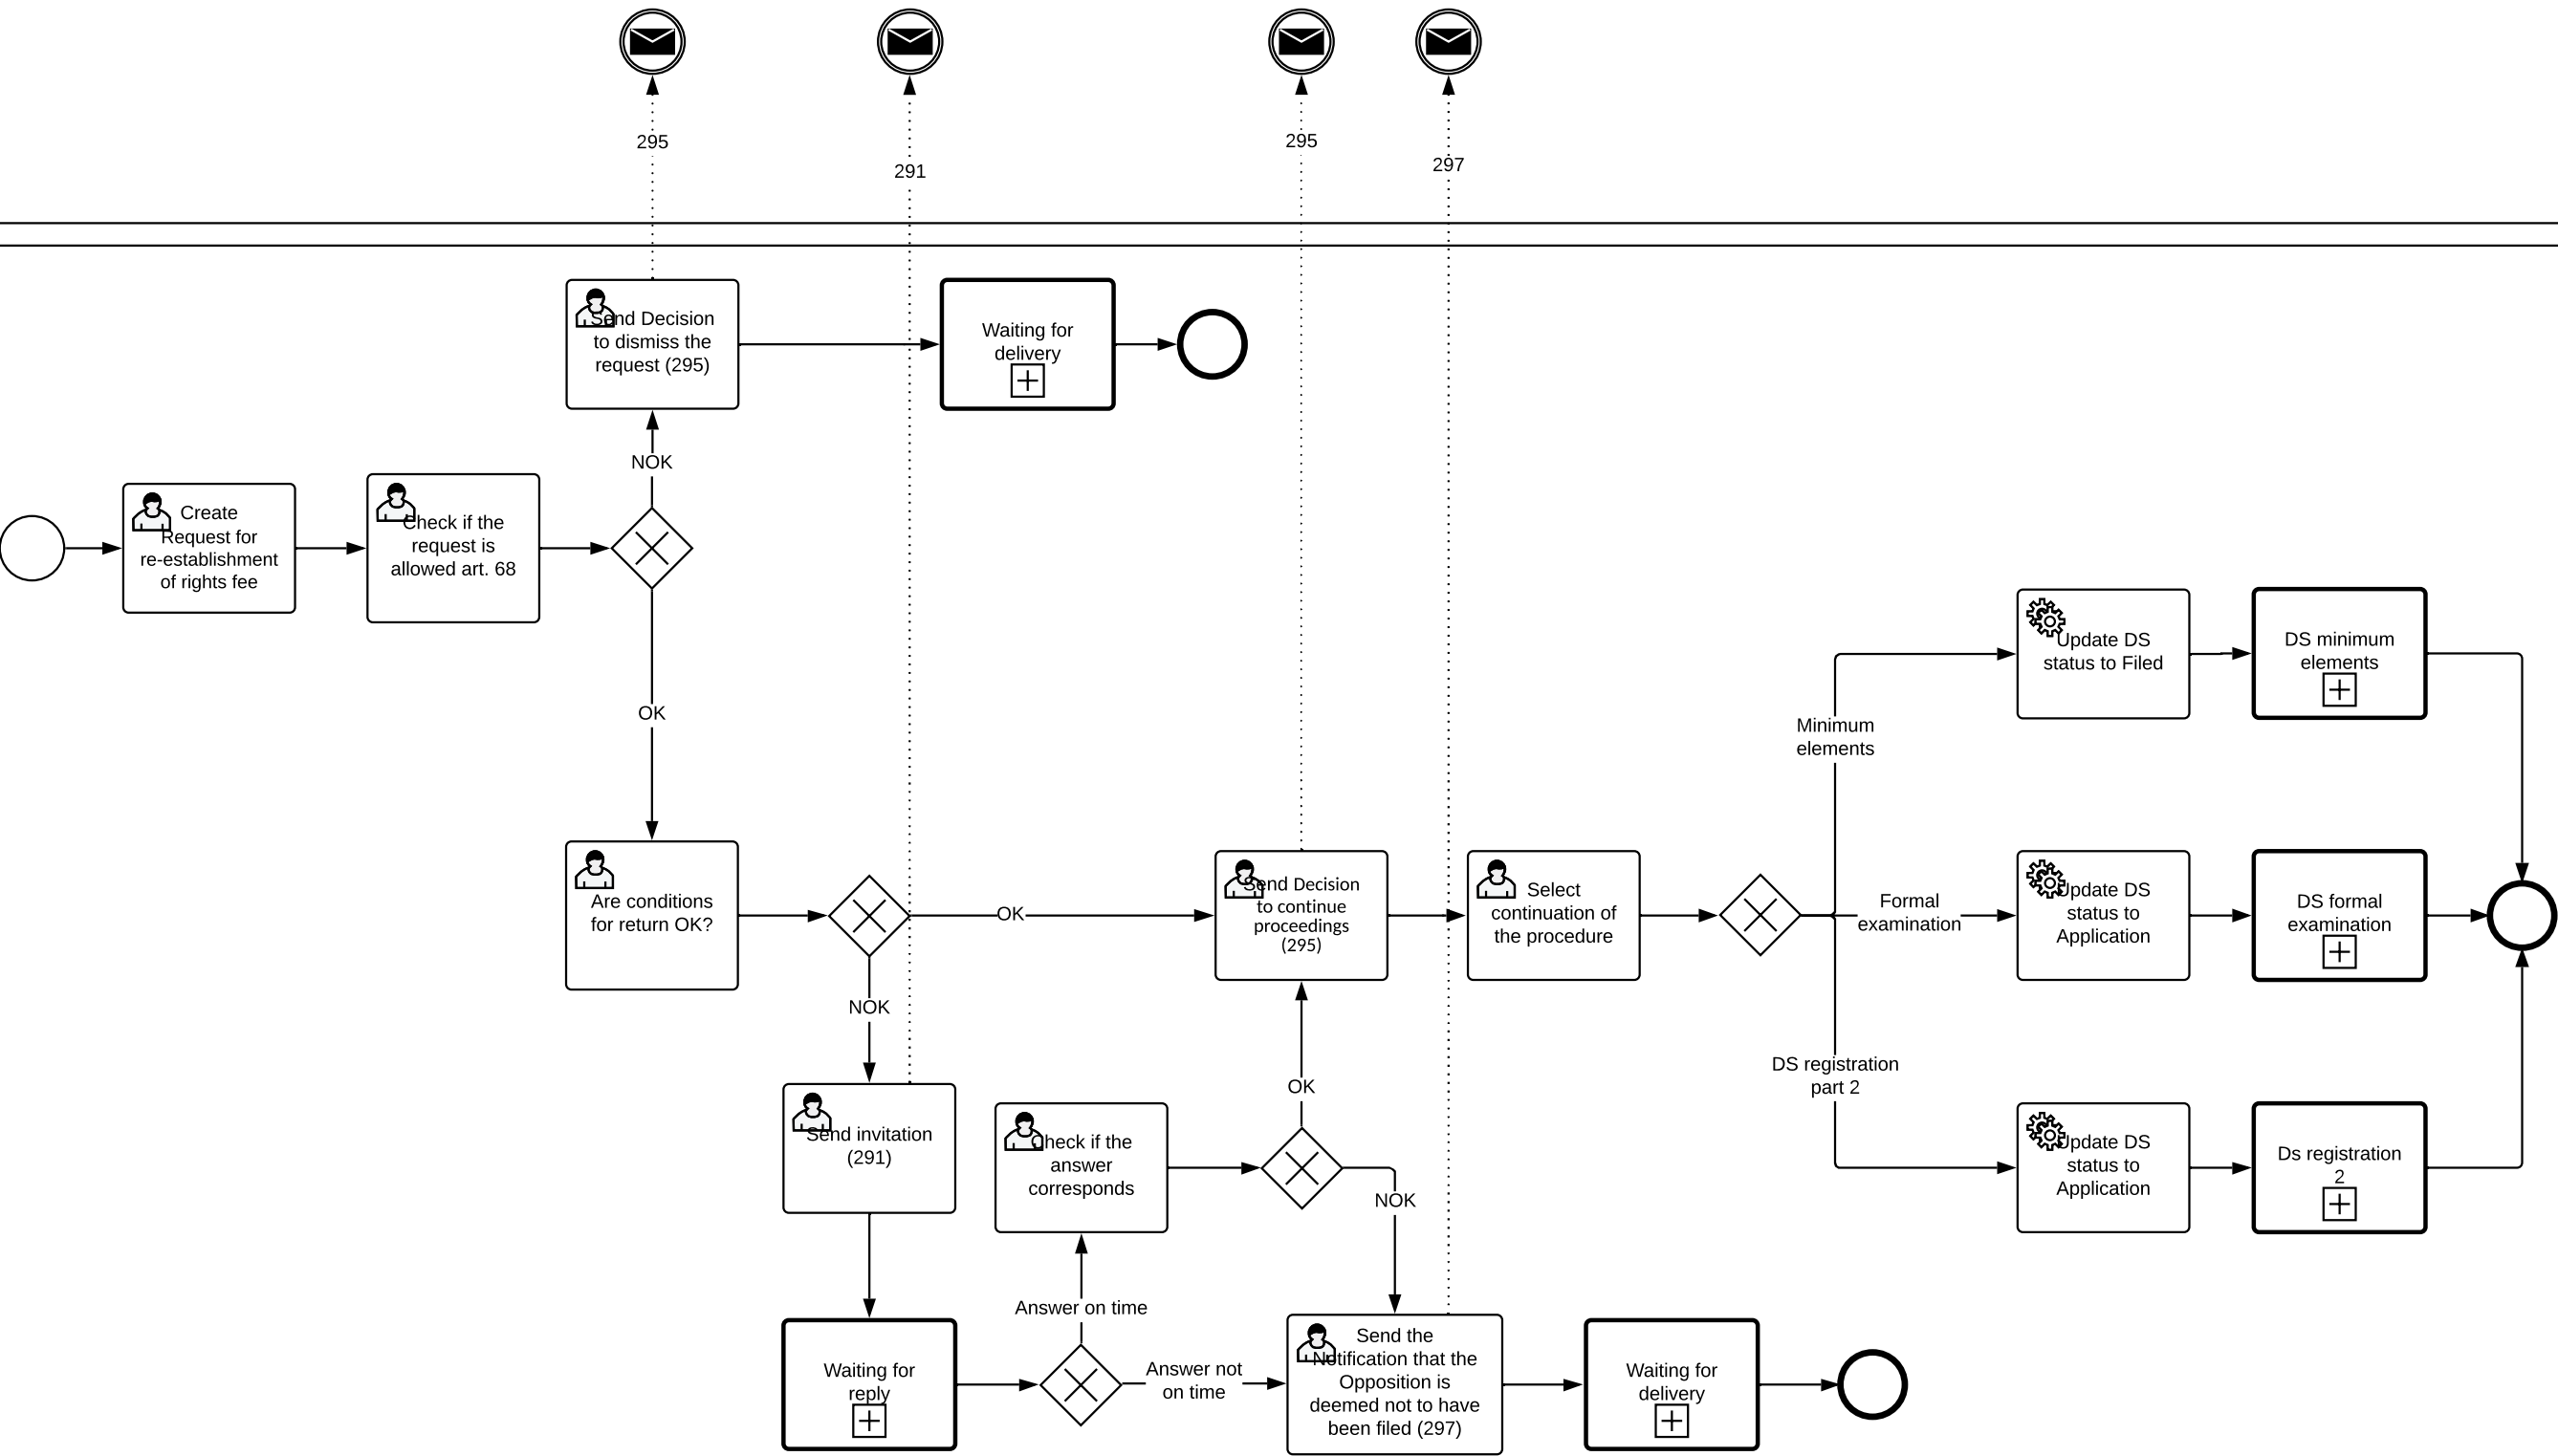 295
291
295
297
Send Decision
to dismiss the
request (295)
Waiting for
delivery
NOK
Create
Request for
re-establishment
of rights fee
Check if the
request is
allowed art. 68
OK
Update DS
status to Filed
DS minimum
elements
Minimum
elements
Are conditions
for return OK?
OK
Send Decision
to continue
proceedings
(295)
Select
continuation of
the procedure
Formal
examination
Update DS
status to
Application
DS formal
examination
NOK
OK
DS registration
part 2
Send invitation
(291)
Check if the
answer
corresponds
NOK
Update DS
status to
Application
Ds registration
2
Answer on time
Waiting for
reply
Answer not
on time
Send the
Notification that the
Opposition is
deemed not to have
been filed (297)
Waiting for
delivery